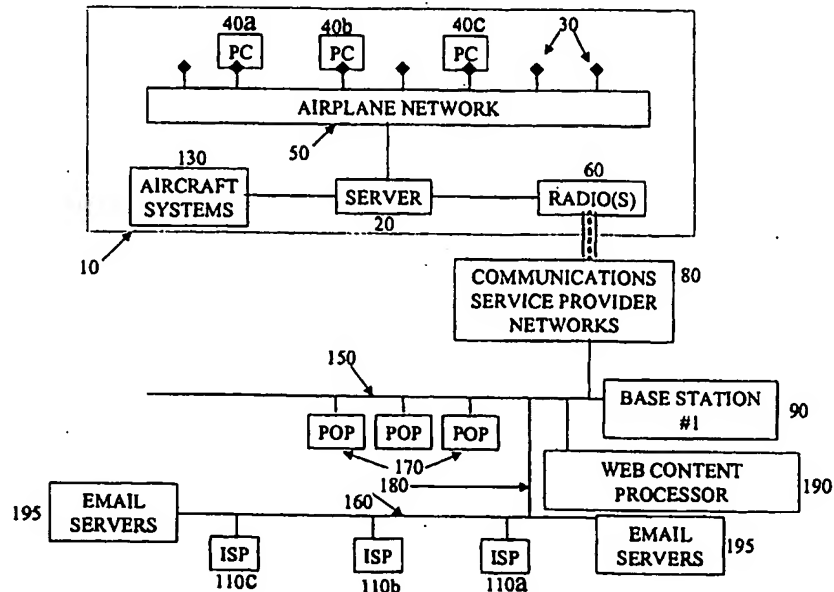 40a 40b 40c 30
PC PC PC
AIRPLANE NETWORK
50
130
AIRCRAFT SYSTEMS
SERVER
20
60
RADIO(S)
10
COMMUNICATIONS
SERVICE PROVIDER
NETWORKS
80
150
BASE STATION
#1
90
POP POP POP
170
180
WEB CONTENT
PROCESSOR
190
160
195
EMAIL
SERVERS
EMAIL
SERVERS
195
ISP ISP ISP
110c 110b 110a